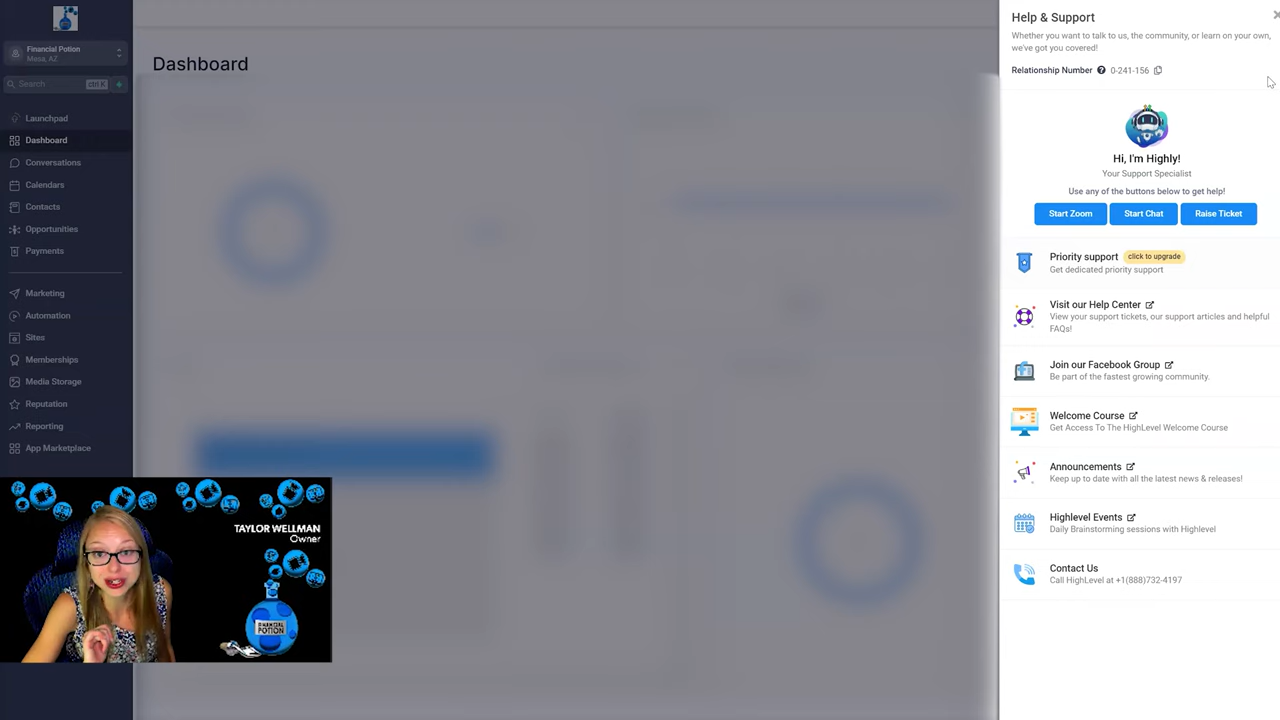 Financial Potion
Mesa, AZ
Search
ctrl K
Launchpad
Dashboard
Conversations
Calendars
Contacts
Opportunities
Payments
Marketing
Automation
Sites
Memberships
Media Storage
Reputation
Reporting
App Marketplace
Dashboard
TAYLOR WELLMAN
Owner
FINANCIAL
POTION
Help & Support
Whether you want to talk to us, the community, or learn on your own,
we've got you covered!
Relationship Number ? 0-241-156
Hi, I'm Highly!
Your Support Specialist
Use any of the buttons below to get help!
Start Zoom Start Chat Raise Ticket
Priority support click to upgrade
Get dedicated priority support
Visit our Help Center
View your support tickets, our support articles and helpful
FAQs!
Join our Facebook Group
Be part of the fastest growing community.
Welcome Course
Get Access To The HighLevel Welcome Course
Announcements
Keep up to date with all the latest news & releases!
Highlevel Events
Daily Brainstorming sessions with Highlevel
Contact Us
Call HighLevel at +1(888)732-4197